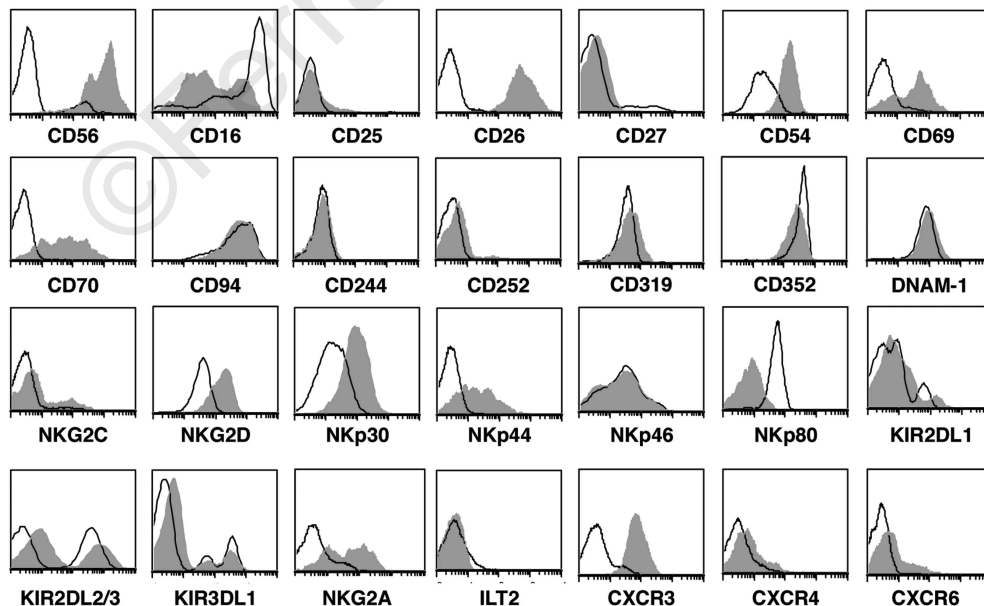 ©Ferr
CD56 CD16 CD25 CD26 CD27 CD54 CD69
CD70 CD94 CD244 CD252 CD319 CD352 DNAM-1
NKG2C NKG2D NKp30 NKp44 NKp46 NKp80 KIR2DL1
KIR2DL2/3 KIR3DL1 NKG2A ILT2 CXCR3 CXCR4 CXCR6